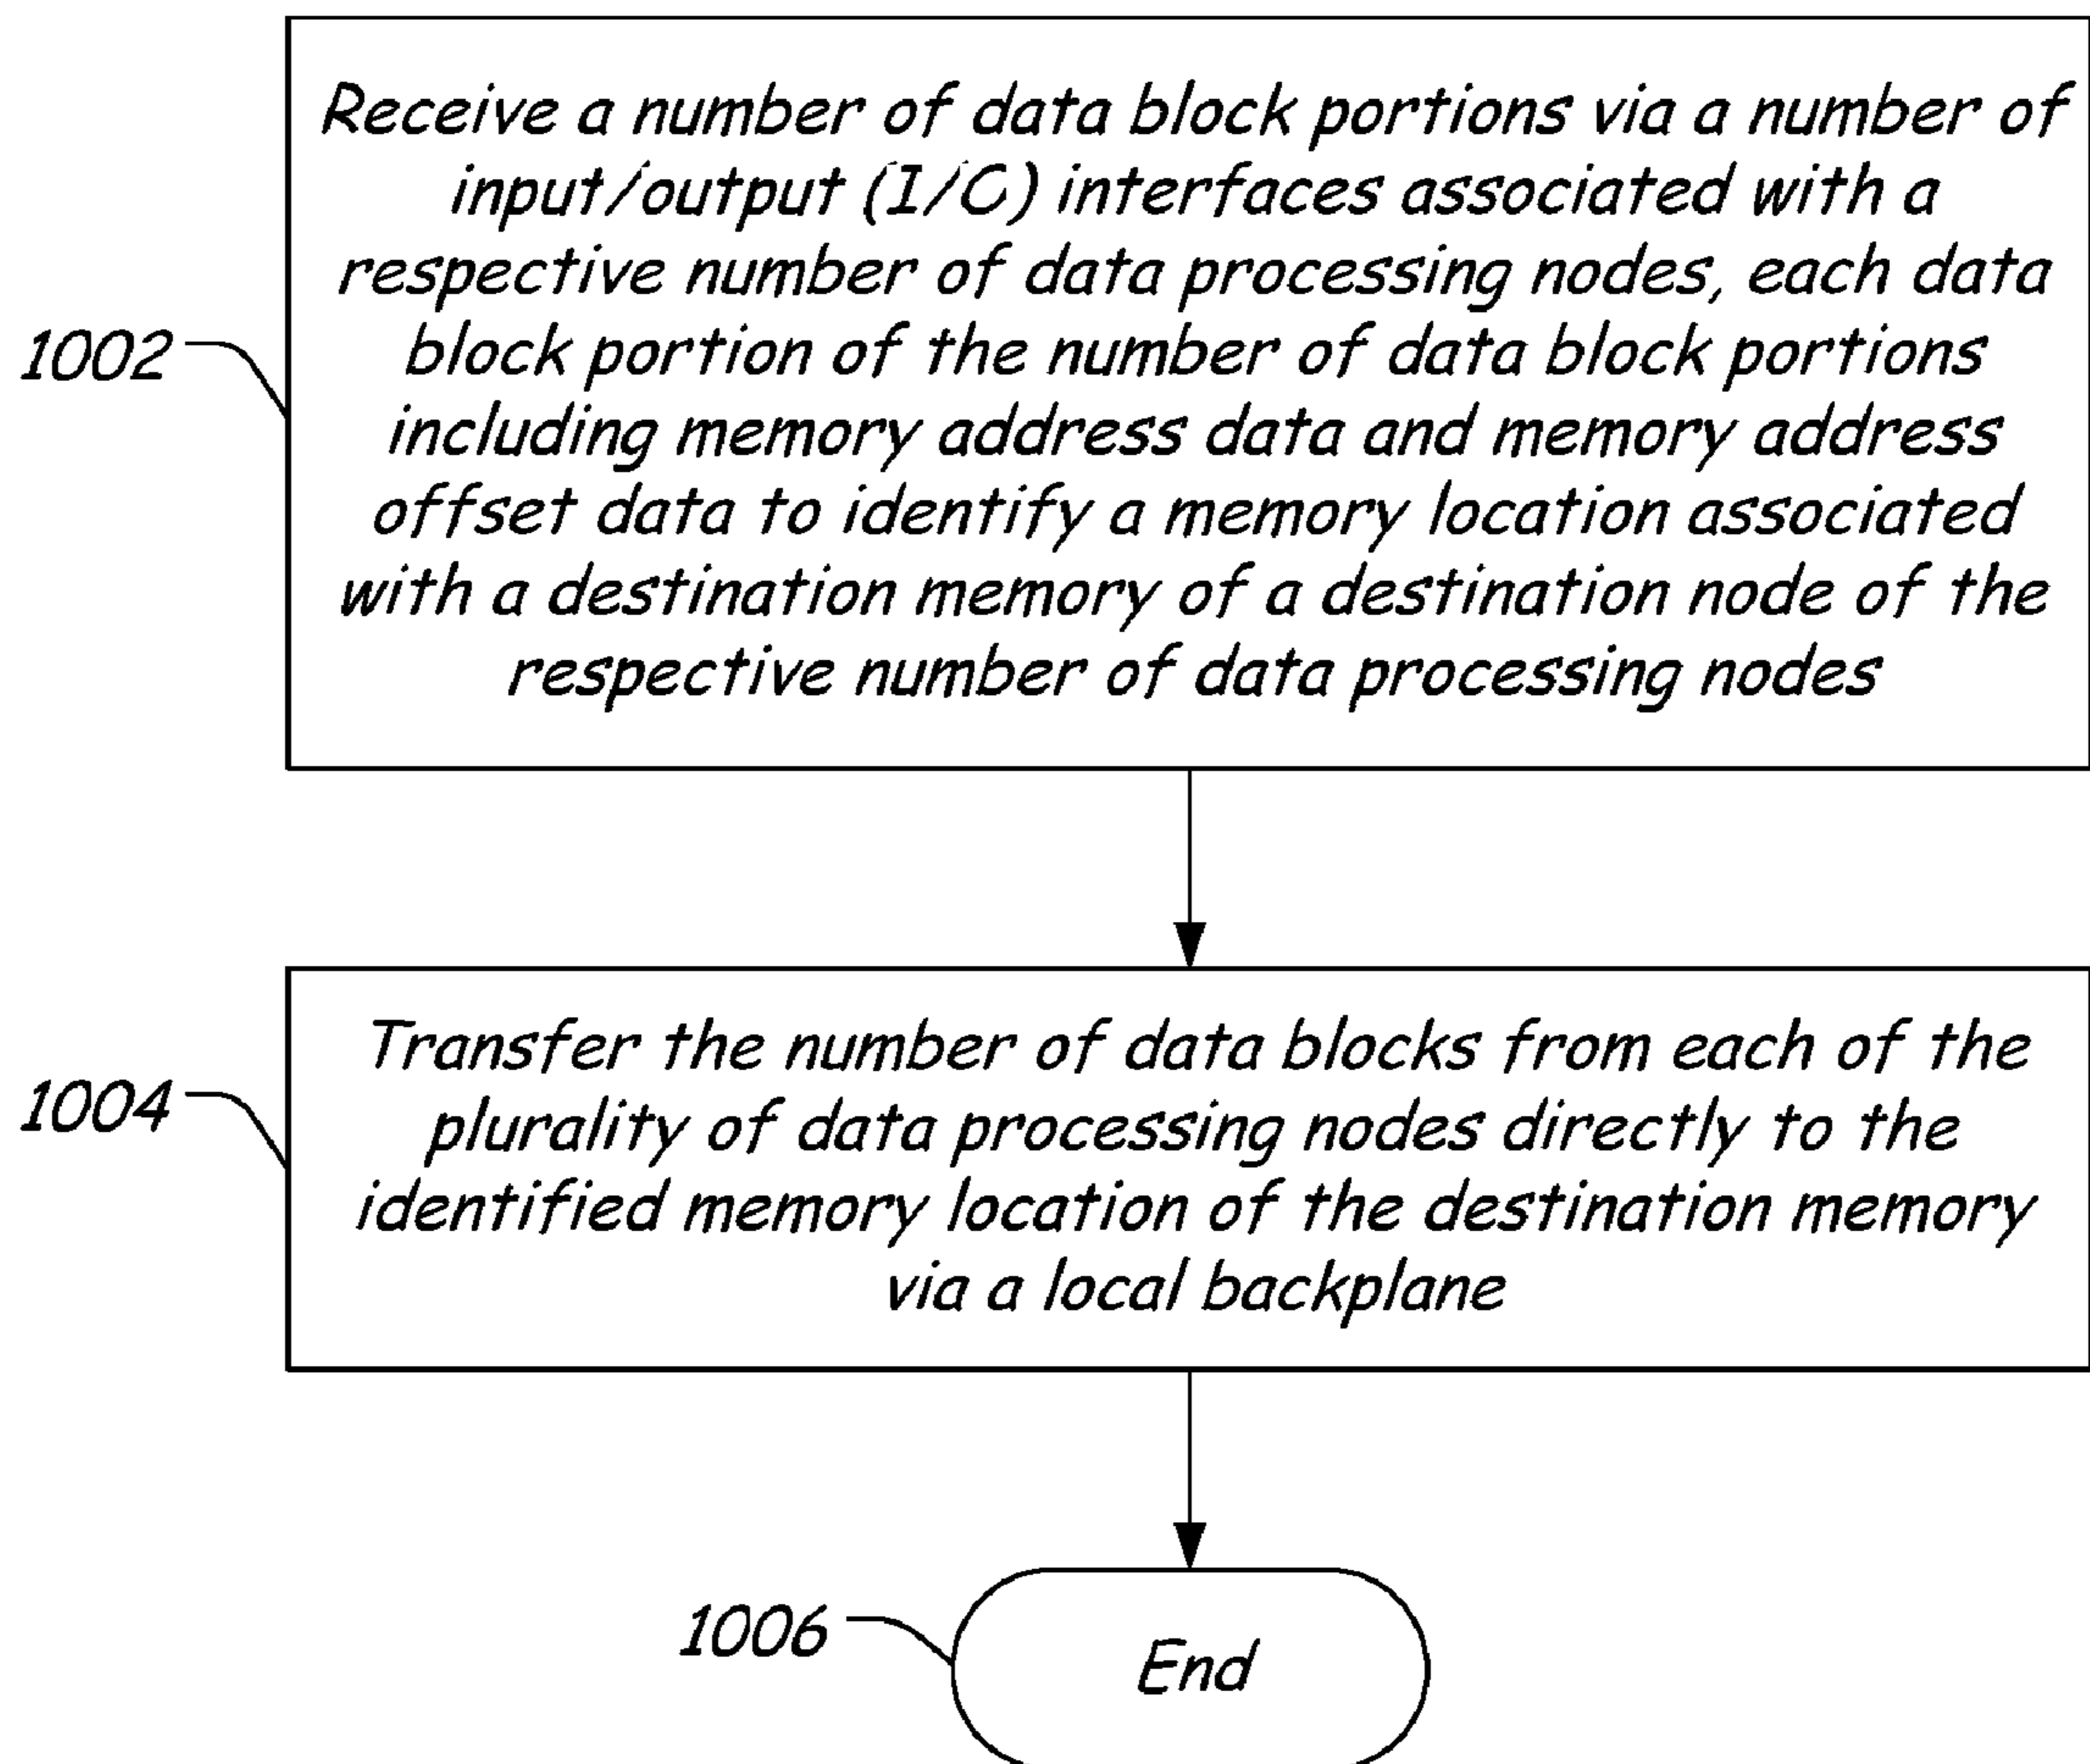 Receive a number of data block portions via a number of
input/output (I/O) interfaces associated with a
respective number of data processing nodes, each data
1002
block portion of the number of data block portions
including memory address data and memory address
offset data to identify a memory location associated
with a destination memory of a destination node of the
respective number of data processing nodes
Transfer the number of data blocks from each of the
1004
plurality of data processing nodes directly to the
identified memory location of the destination memory
via a local backplane
1006
End